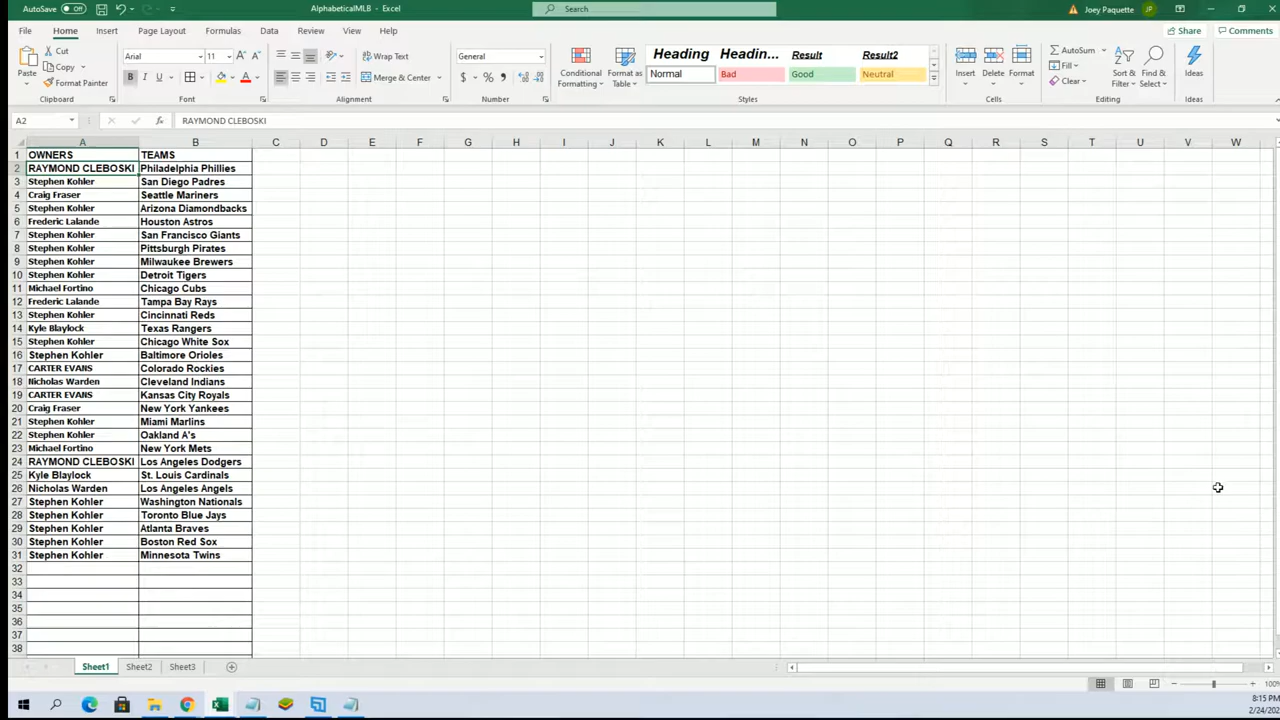 AutoSave Off AlphabeticalMLB - Excel Search Joey Paquette JP
File Home Insert Page Layout Formulas Data Review View Help Share Comments
Paste Cut Copy Format Painter Clipboard
Arial 11 B I U A Font
Wrap Text Merge & Center Alignment
General $ % Number
Conditional Formatting Format as Table Heading Headin... Result Result2 Normal Bad Good Neutral Styles
Insert Delete Format Cells
AutoSum Fill Clear Sort & Filter Find & Select Editing
Ideas Ideas
A2 fx RAYMOND CLEBOSKI
A B C D E F G H I J K L M N O P Q R S T U V W
1 OWNERS TEAMS
2 RAYMOND CLEBOSKI Philadelphia Phillies
3 Stephen Kohler San Diego Padres
4 Craig Fraser Seattle Mariners
5 Stephen Kohler Arizona Diamondbacks
6 Frederic Lalande Houston Astros
7 Stephen Kohler San Francisco Giants
8 Stephen Kohler Pittsburgh Pirates
9 Stephen Kohler Milwaukee Brewers
10 Stephen Kohler Detroit Tigers
11 Michael Fortino Chicago Cubs
12 Frederic Lalande Tampa Bay Rays
13 Stephen Kohler Cincinnati Reds
14 Kyle Blaylock Texas Rangers
15 Stephen Kohler Chicago White Sox
16 Stephen Kohler Baltimore Orioles
17 CARTER EVANS Colorado Rockies
18 Nicholas Warden Cleveland Indians
19 CARTER EVANS Kansas City Royals
20 Craig Fraser New York Yankees
21 Stephen Kohler Miami Marlins
22 Stephen Kohler Oakland A's
23 Michael Fortino New York Mets
24 RAYMOND CLEBOSKI Los Angeles Dodgers
25 Kyle Blaylock St. Louis Cardinals
26 Nicholas Warden Los Angeles Angels
27 Stephen Kohler Washington Nationals
28 Stephen Kohler Toronto Blue Jays
29 Stephen Kohler Atlanta Braves
30 Stephen Kohler Boston Red Sox
31 Stephen Kohler Minnesota Twins
32
33
34
35
36
37
38
Sheet1 Sheet2 Sheet3
100%
8:15 PM
2/24/202